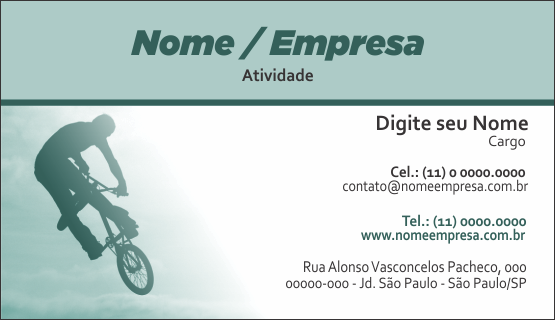 Nome / Empresa
Atividade
Digite seu Nome
Cargo
Cel.: (11) 0 0000.0000
contato@nomeempresa.com.br
Tel.: (11) 0000.0000
www.nomeempresa.com.br
Rua Alonso Vasconcelos Pacheco, 000
00000-000 - Jd. São Paulo - São Paulo/SP